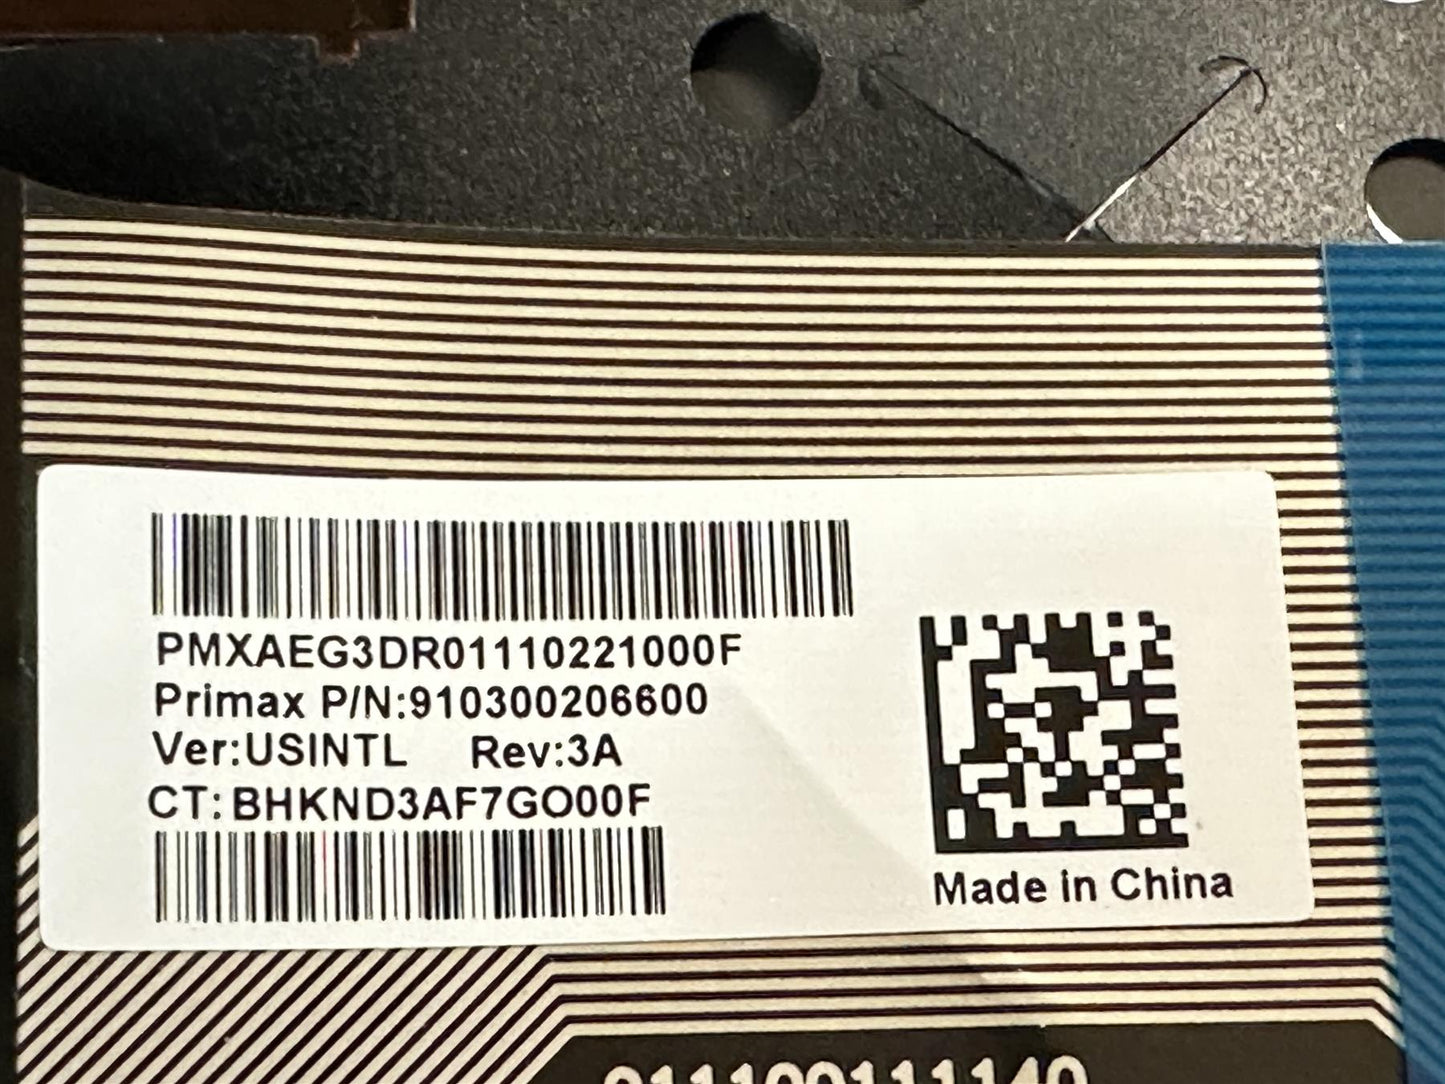 PMXAEG3DR01110221000F
Primax P/N:910300206600
Ver:USINTL Rev:3A
CT:BHKND3AF7GO00F
Made in China